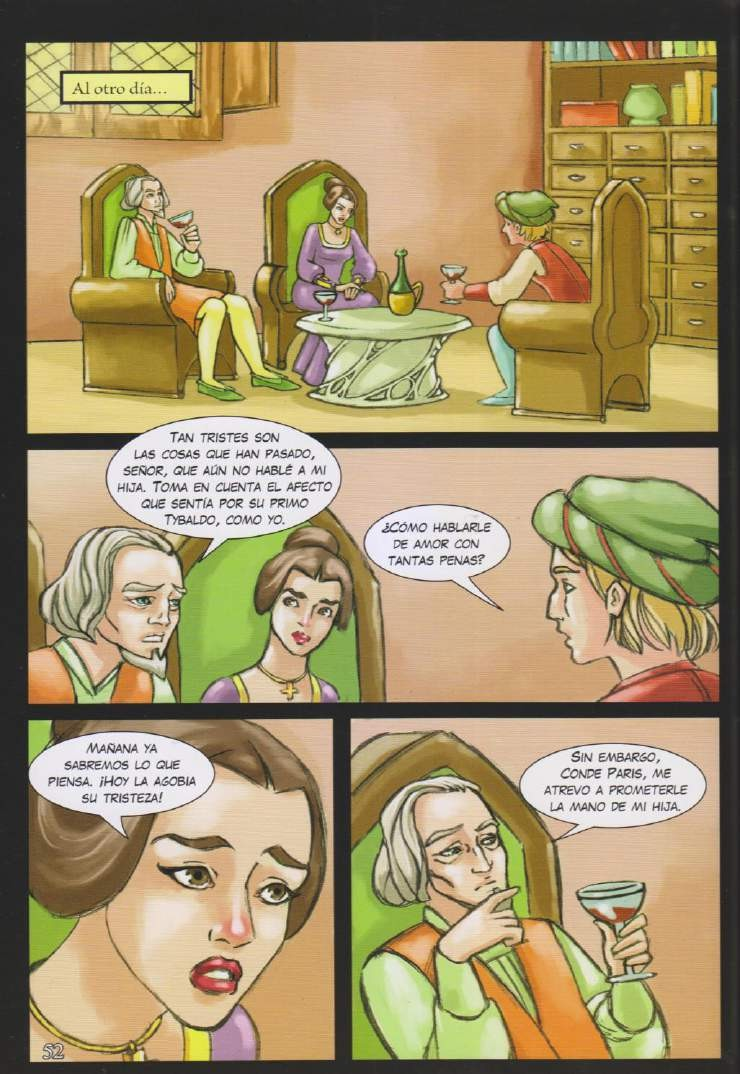 Al otro día...
TAN TRISTES SON
LAS COSAS QUE HAN PASADO,
SEÑOR, QUE AÚN NO HABLÉ A MI
HIJA. TOMA EN CUENTA EL AFECTO
QUE SENTÍA POR SU PRIMO
TYBALDO, COMO YO.
¿CÓMO HABLARLE
DE AMOR CON
TANTAS PENAS?
MAÑANA YA
SABREMOS LO QUE
PIENSA. ¡HOY LA AGOBIA
SU TRISTEZA!
SIN EMBARGO,
CONDE PARIS, ME
ATREVO A PROMETERLE
LA MANO DE MI HIJA.
52